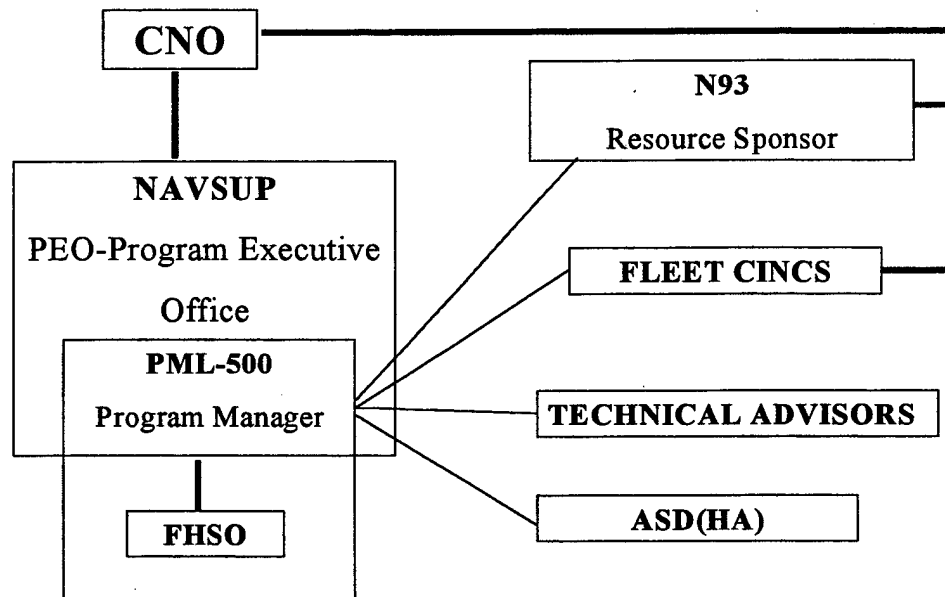 CNO
N93
Resource Sponsor
NAVSUP
PEO-Program Executive
Office
FLEET CINCS
PML-500
Program Manager
TECHNICAL ADVISORS
FHSO
ASD(HA)